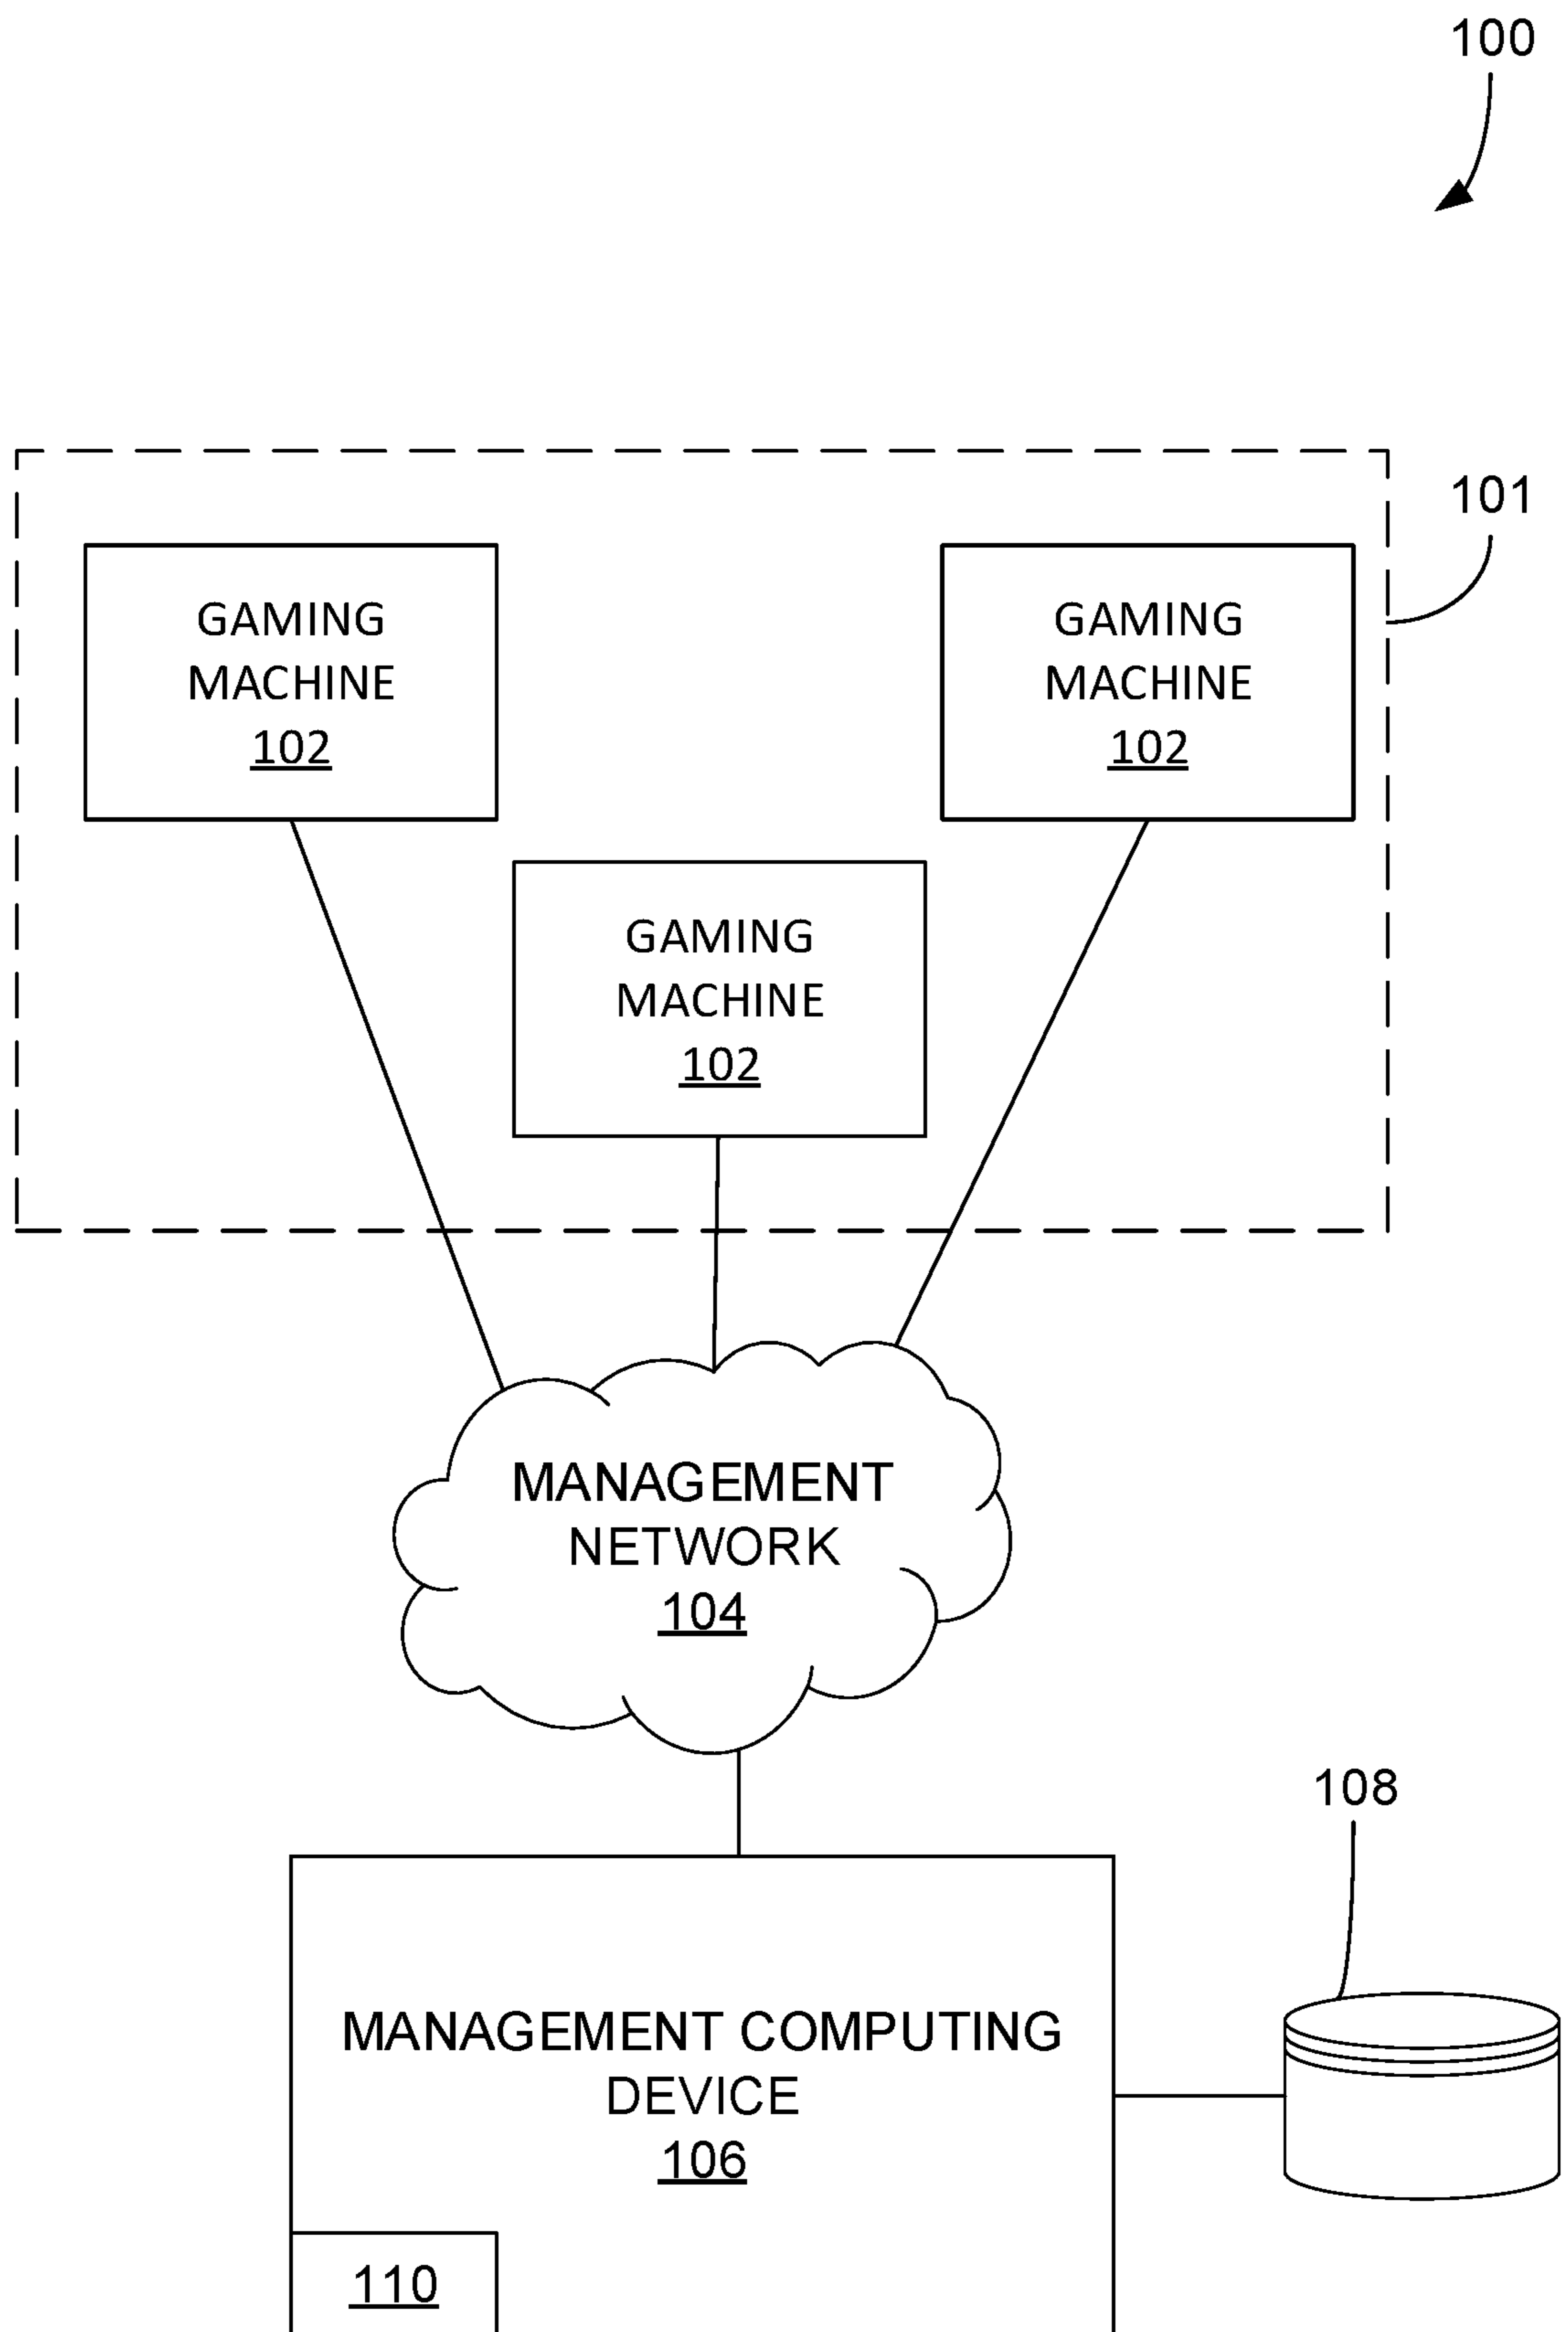 100
101
GAMING
MACHINE
102
GAMING
MACHINE
102
GAMING
MACHINE
102
MANAGEMENT
NETWORK
104
108
MANAGEMENT COMPUTING
DEVICE
106
110